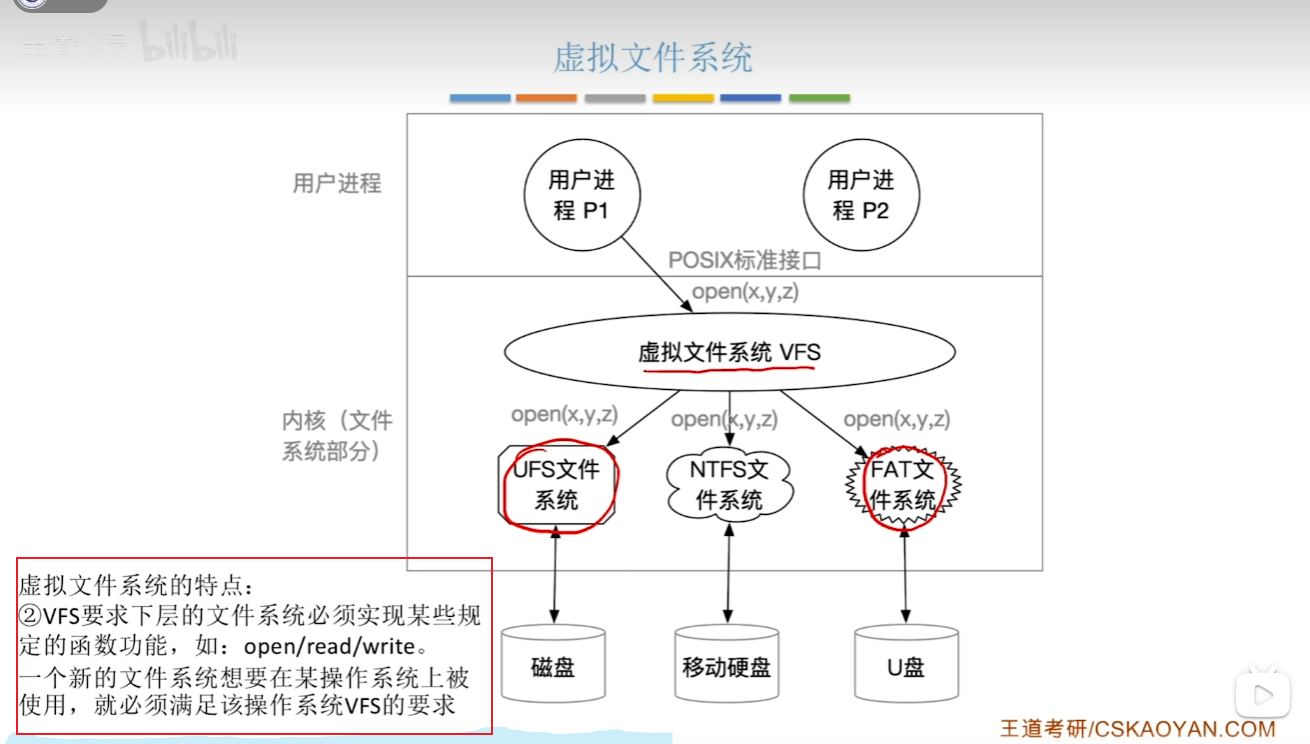 bilibili
虚拟文件系统
用户进程
用户进
程 P1
用户进
程 P2
POSIX标准接口
open(x,y,z)
虚拟文件系统 VFS
内核（文件
系统部分）
open(x,y,z)
open(x,y,z)
open(x,y,z)
UFS文件
系统
NTFS文
件系统
FAT文
件系统
虚拟文件系统的特点：
②VFS要求下层的文件系统必须实现某些规
定的函数功能，如：open/read/write。
一个新的文件系统想要在某操作系统上被
使用，就必须满足该操作系统VFS的要求
磁盘
移动硬盘
U盘
王道考研/CSKAOYAN.COM